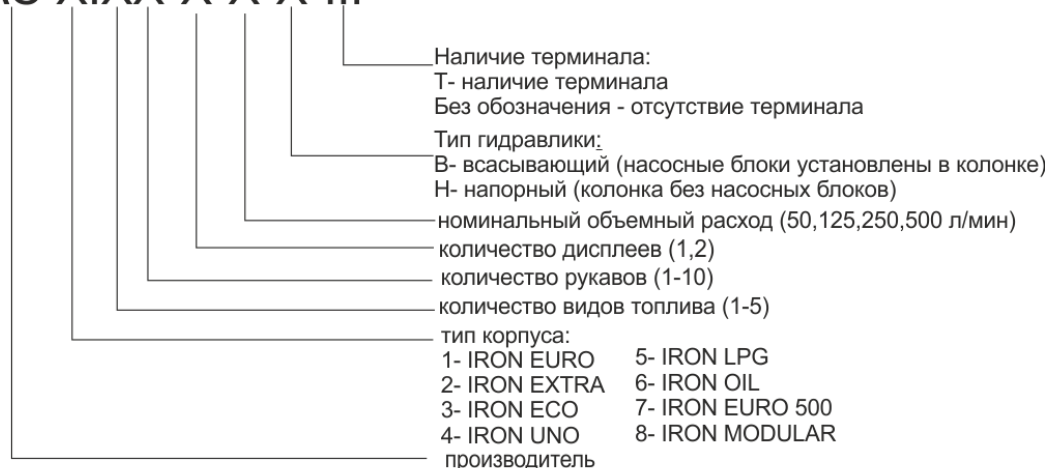 Наличие терминала:
Т- наличие терминала
Без обозначения - отсутствие терминала
Тип гидравлики:
В- всасывающий (насосные блоки установлены в колонке)
Н- напорный (колонка без насосных блоков)
номинальный объемный расход (50,125,250,500 л/мин)
количество дисплеев (1,2)
количество рукавов (1-10)
количество видов топлива (1-5)
тип корпуса:
1- IRON EURO 5- IRON LPG
2- IRON EXTRA 6- IRON OIL
3- IRON ECO 7- IRON EURO 500
4- IRON UNO 8- IRON MODULAR
производитель